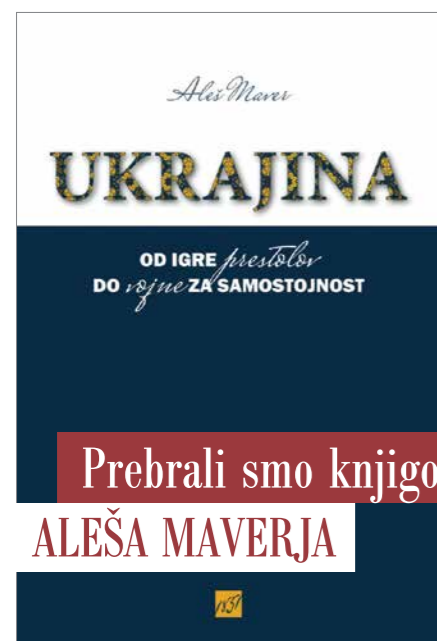 Aleš Maver
UKRAJINA
OD IGRE prestolov
DO vojne ZA SAMOSTOJNOST
Prebrali smo knjigo
ALEŠA MAVERJA